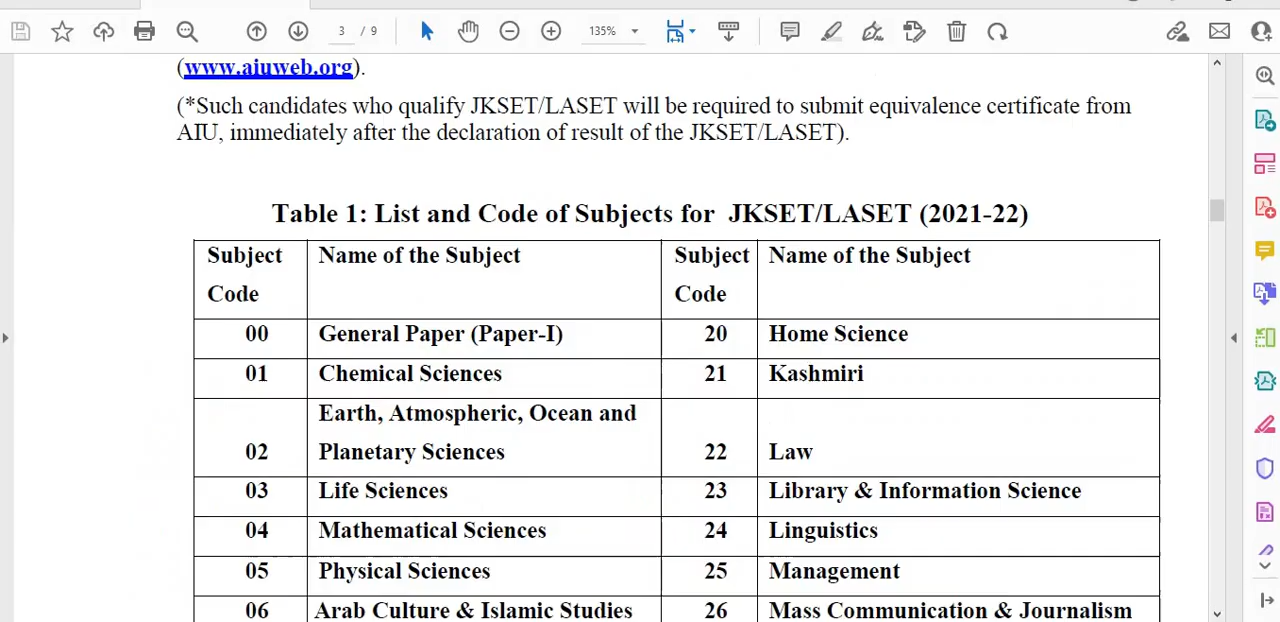 3 / 9
135%
(www.aiuweb.org).
(*Such candidates who qualify JKSET/LASET will be required to submit equivalence certificate from
AIU, immediately after the declaration of result of the JKSET/LASET).
Table 1: List and Code of Subjects for JKSET/LASET (2021-22)
Subject Code Name of the Subject Subject Code Name of the Subject
00 General Paper (Paper-I) 20 Home Science
01 Chemical Sciences 21 Kashmiri
02 Earth, Atmospheric, Ocean and Planetary Sciences 22 Law
03 Life Sciences 23 Library & Information Science
04 Mathematical Sciences 24 Linguistics
05 Physical Sciences 25 Management
06 Arab Culture & Islamic Studies 26 Mass Communication & Journalism